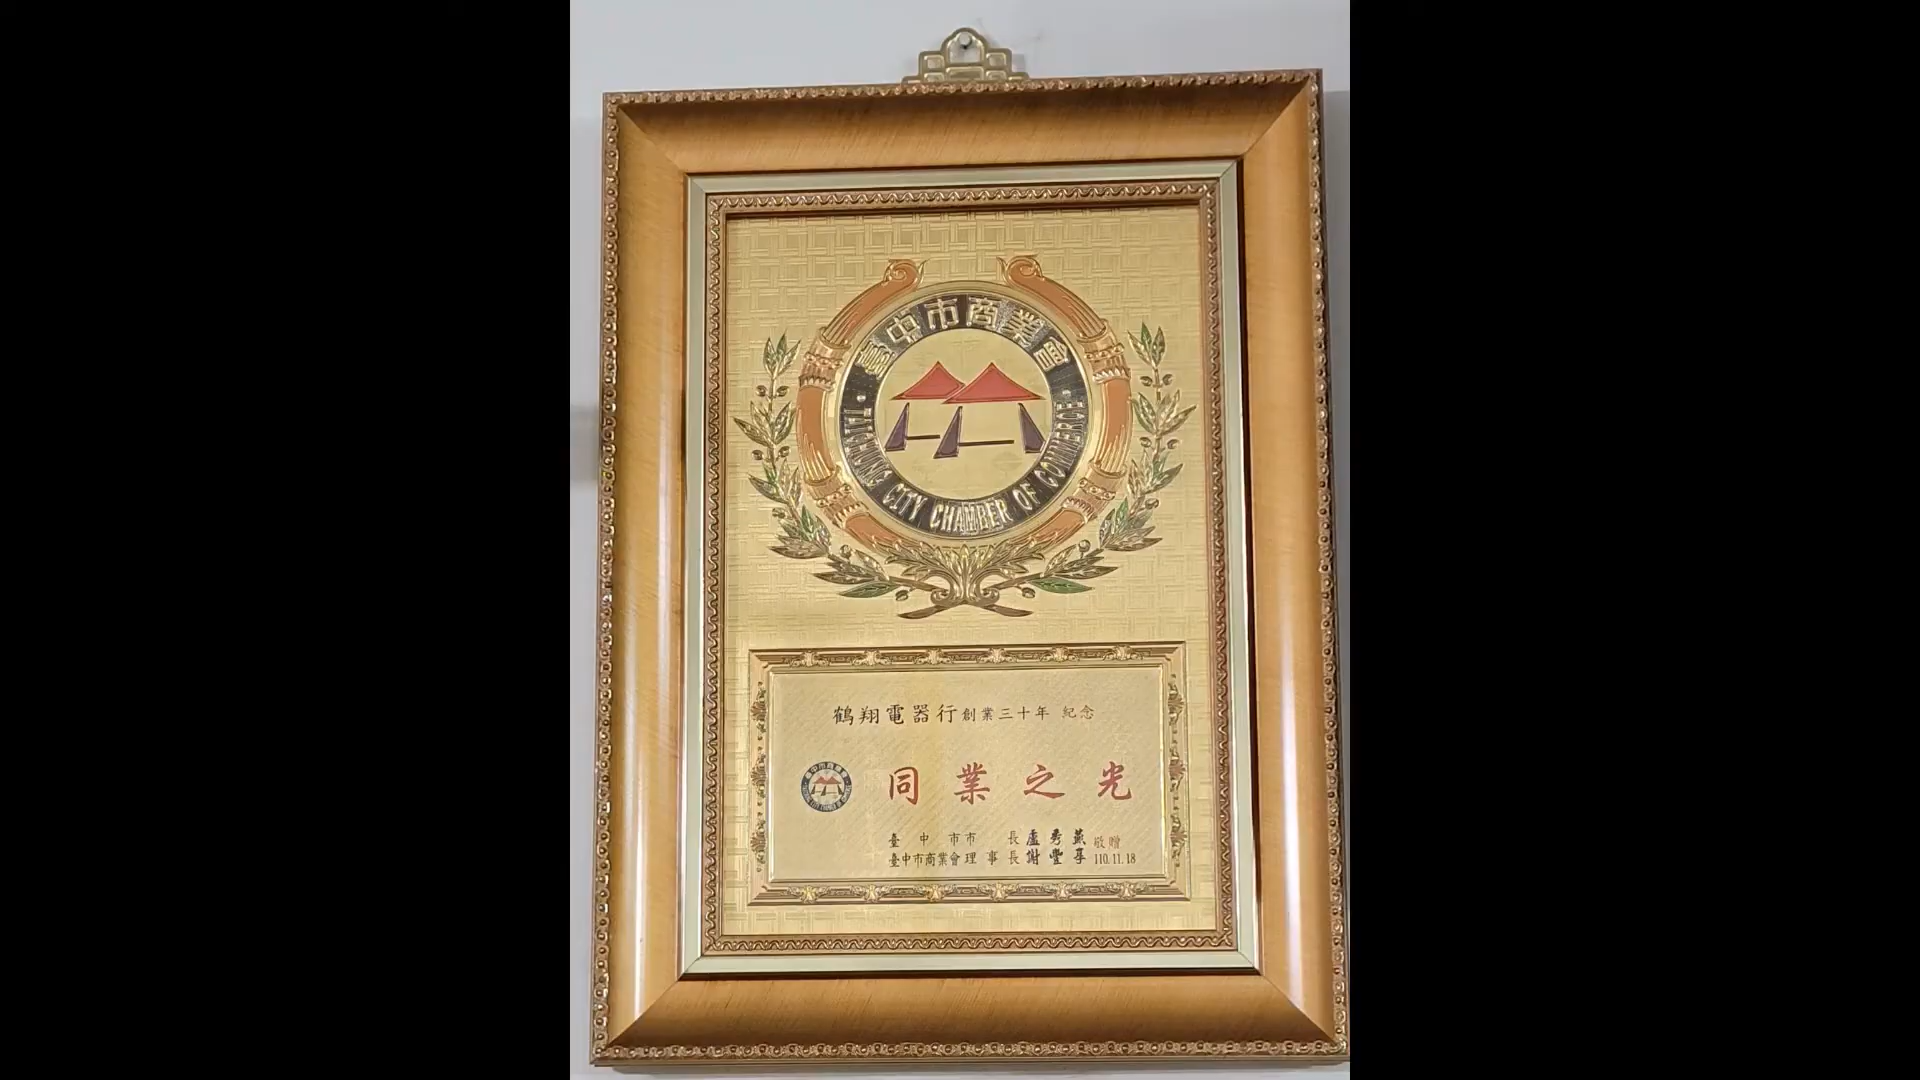 臺中市商業會
TAICHUNG CITY CHAMBER OF COMMERCE
鶴翔電器行創業三十年 紀念
同業之光
臺中市市長盧秀燕敬贈
臺中市商業會理事長謝豐享 110.11.18